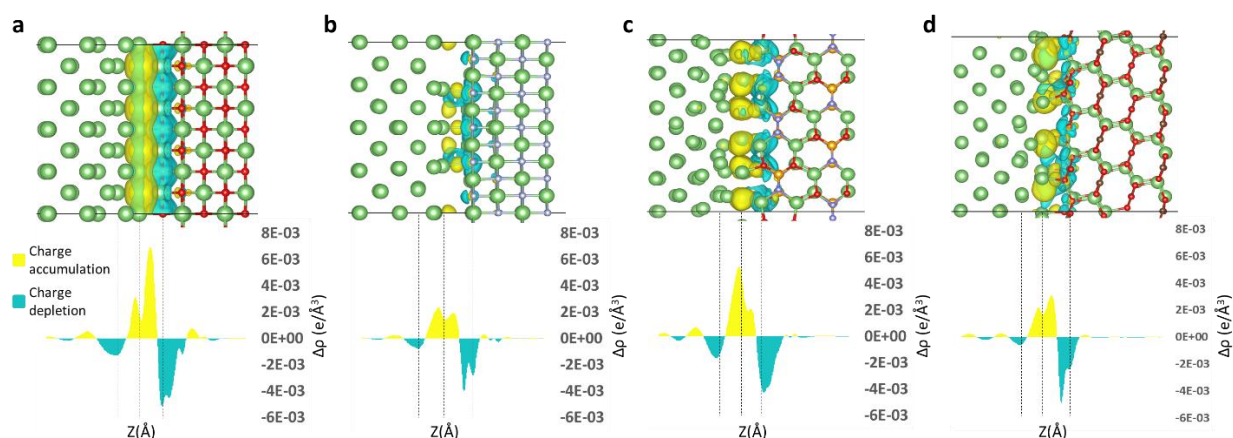 a
b
c
d
Charge
accumulation
Charge
depletion
8E-03
6E-03
4E-03
2E-03
0E+00
-2E-03
-4E-03
-6E-03
Δρ (e/Å³)
Z(Å)
8E-03
6E-03
4E-03
2E-03
0E+00
-2E-03
-4E-03
-6E-03
Δρ (e/Å³)
Z(Å)
8E-03
6E-03
4E-03
2E-03
0E+00
-2E-03
-4E-03
-6E-03
Δρ (e/Å³)
Z(Å)
8E-03
6E-03
4E-03
2E-03
0E+00
-2E-03
-4E-03
-6E-03
Δρ (e/Å³)
Z(Å)